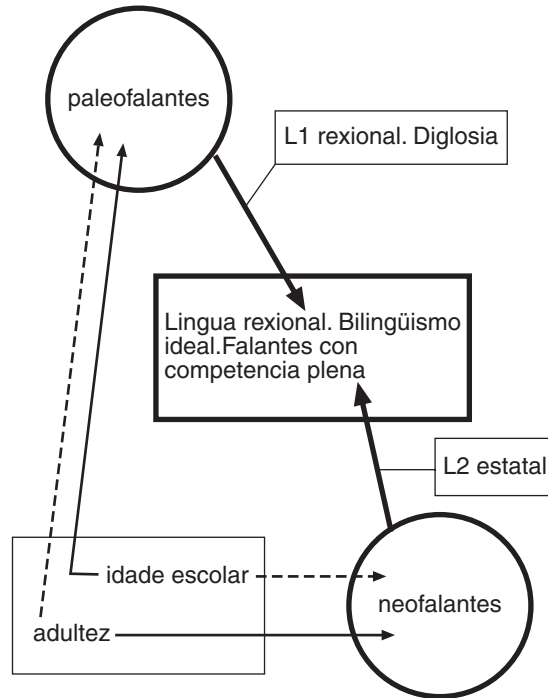 paleofalantes
L1 rexional. Diglosia
Lingua rexional. Bilingüismo
ideal.Falantes con
competencia plena
L2 estatal
idade escolar
neofalantes
adultez